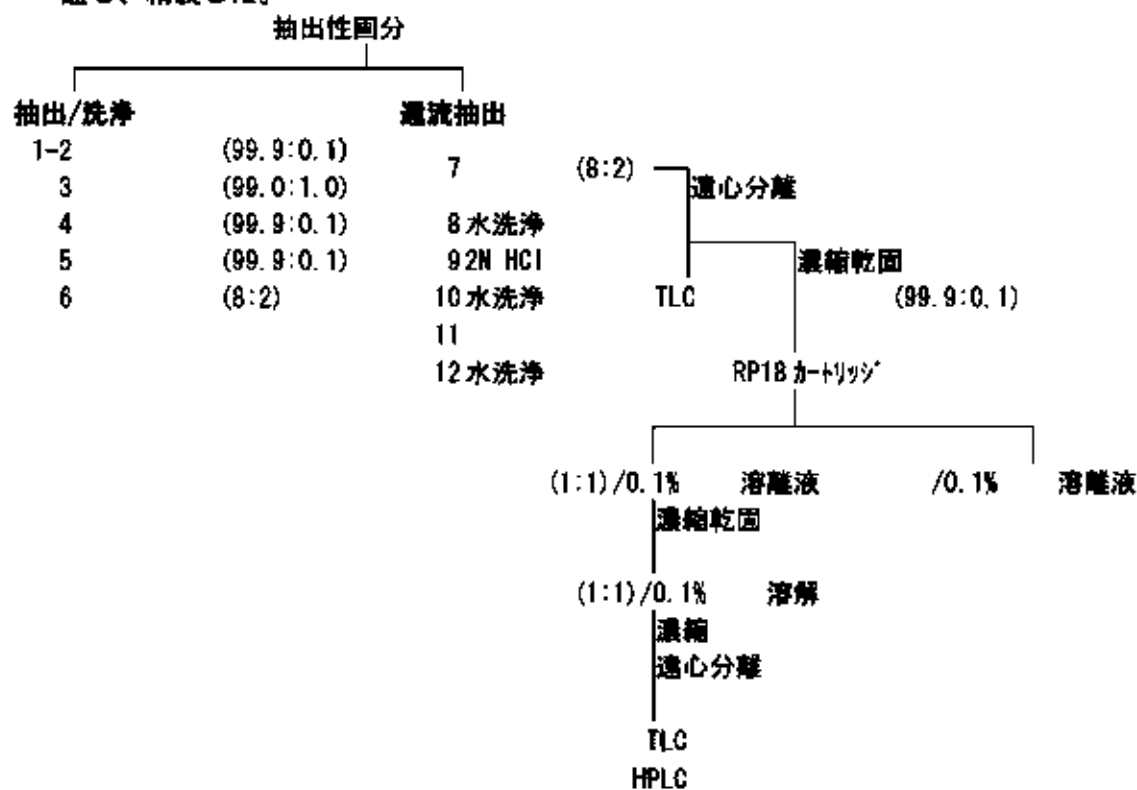 抽出性画分
抽出/洗浄 還流抽出
1-2 (99.9:0.1) 7 (8:2) 遠心分離
3 (99.0:1.0)
4 (99.9:0.1) 8 水洗浄
5 (99.9:0.1) 9 2N HCl 濃縮乾固
6 (8:2) 10 水洗浄 TLC (99.9:0.1)
11
12 水洗浄 RP18 カートリッジ
(1:1)/0.1% 溶離液 /0.1% 溶離液
濃縮乾固
(1:1)/0.1% 溶解
濃縮
遠心分離
TLC
HPLC